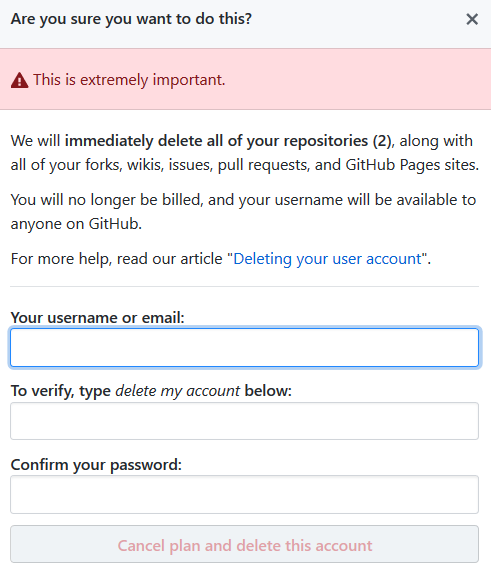 Are you sure you want to do this?
This is extremely important.
We will immediately delete all of your repositories (2), along with
all of your forks, wikis, issues, pull requests, and GitHub Pages sites.
You will no longer be billed, and your username will be available to
anyone on GitHub.
For more help, read our article "Deleting your user account".
Your username or email:
To verify, type delete my account below:
Confirm your password:
Cancel plan and delete this account